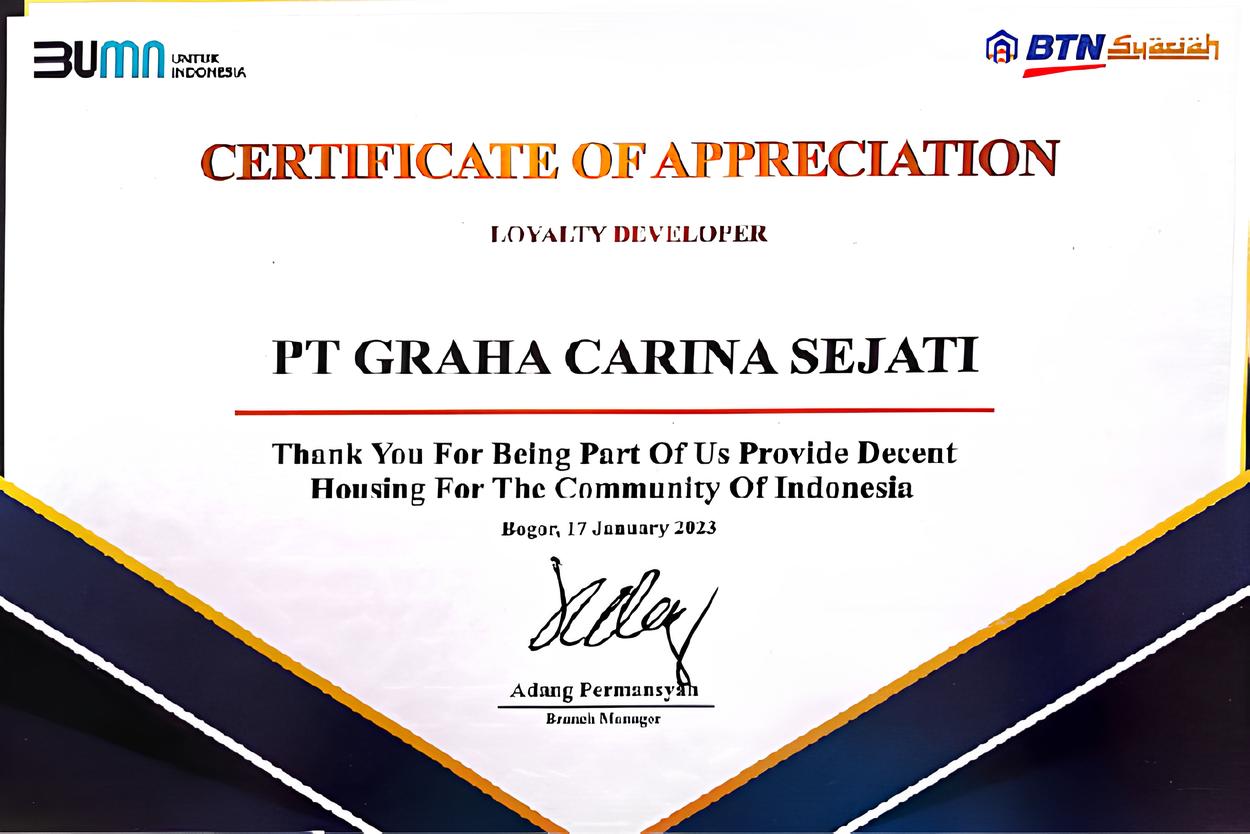 BUMN UNTUK
INDONESIA
BTN Syariah
CERTIFICATE OF APPRECIATION
LOYALTY DEVELOPER
PT GRAHA CARINA SEJATI
Thank You For Being Part Of Us Provide Decent
Housing For The Community Of Indonesia
Bogor, 17 January 2023
Adang Permansyah
Branch Manager